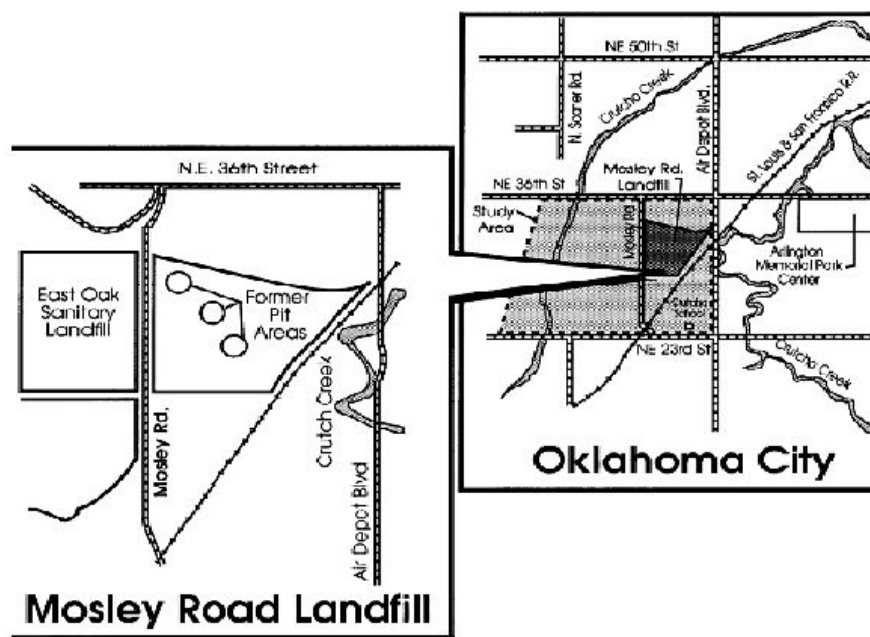 N.E. 36th Street
East Oak
Sanitary
Landfill
Former
Pit
Areas
Mosley Rd.
Crutch Creek
Air Depot Blvd
Mosley Road Landfill
NE 50th St
N. Sooner Rd.
Crutcho Creek
Air Depot Blvd.
St. Louis & San Francisco R.R.
NE 36th St
Mosley Rd.
Landfill
Study
Area
Mosley Rd
Arlington
Memorial Park
Center
Crutcho
School
NE 23rd St
Crutcho Creek
Oklahoma City